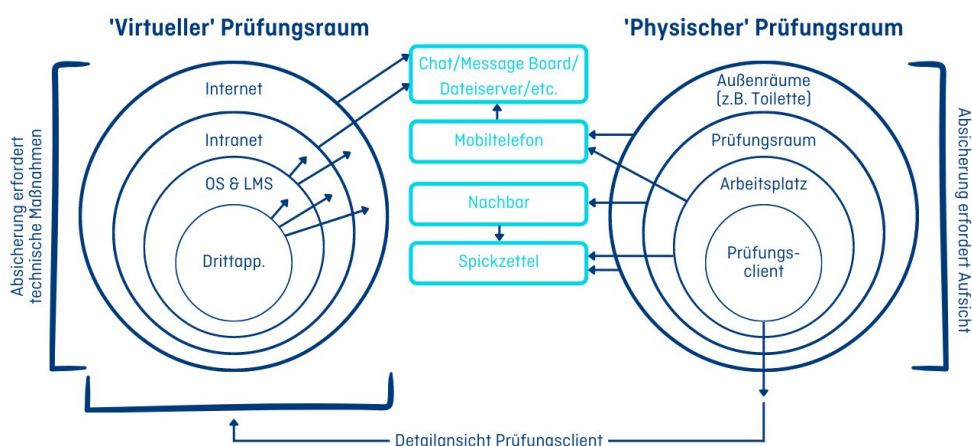 'Virtueller' Prüfungsraum
'Physischer' Prüfungsraum
Absicherung erfordert
technische Maßnahmen
Internet
Intranet
OS & LMS
Drittapp.
Chat/Message Board/
Dateiserver/etc.
Mobiltelefon
Nachbar
Spickzettel
Außenräume
(z.B. Toilette)
Prüfungsraum
Arbeitsplatz
Prüfungs-
client
Absicherung erfordert Aufsicht
Detailansicht Prüfungsclient